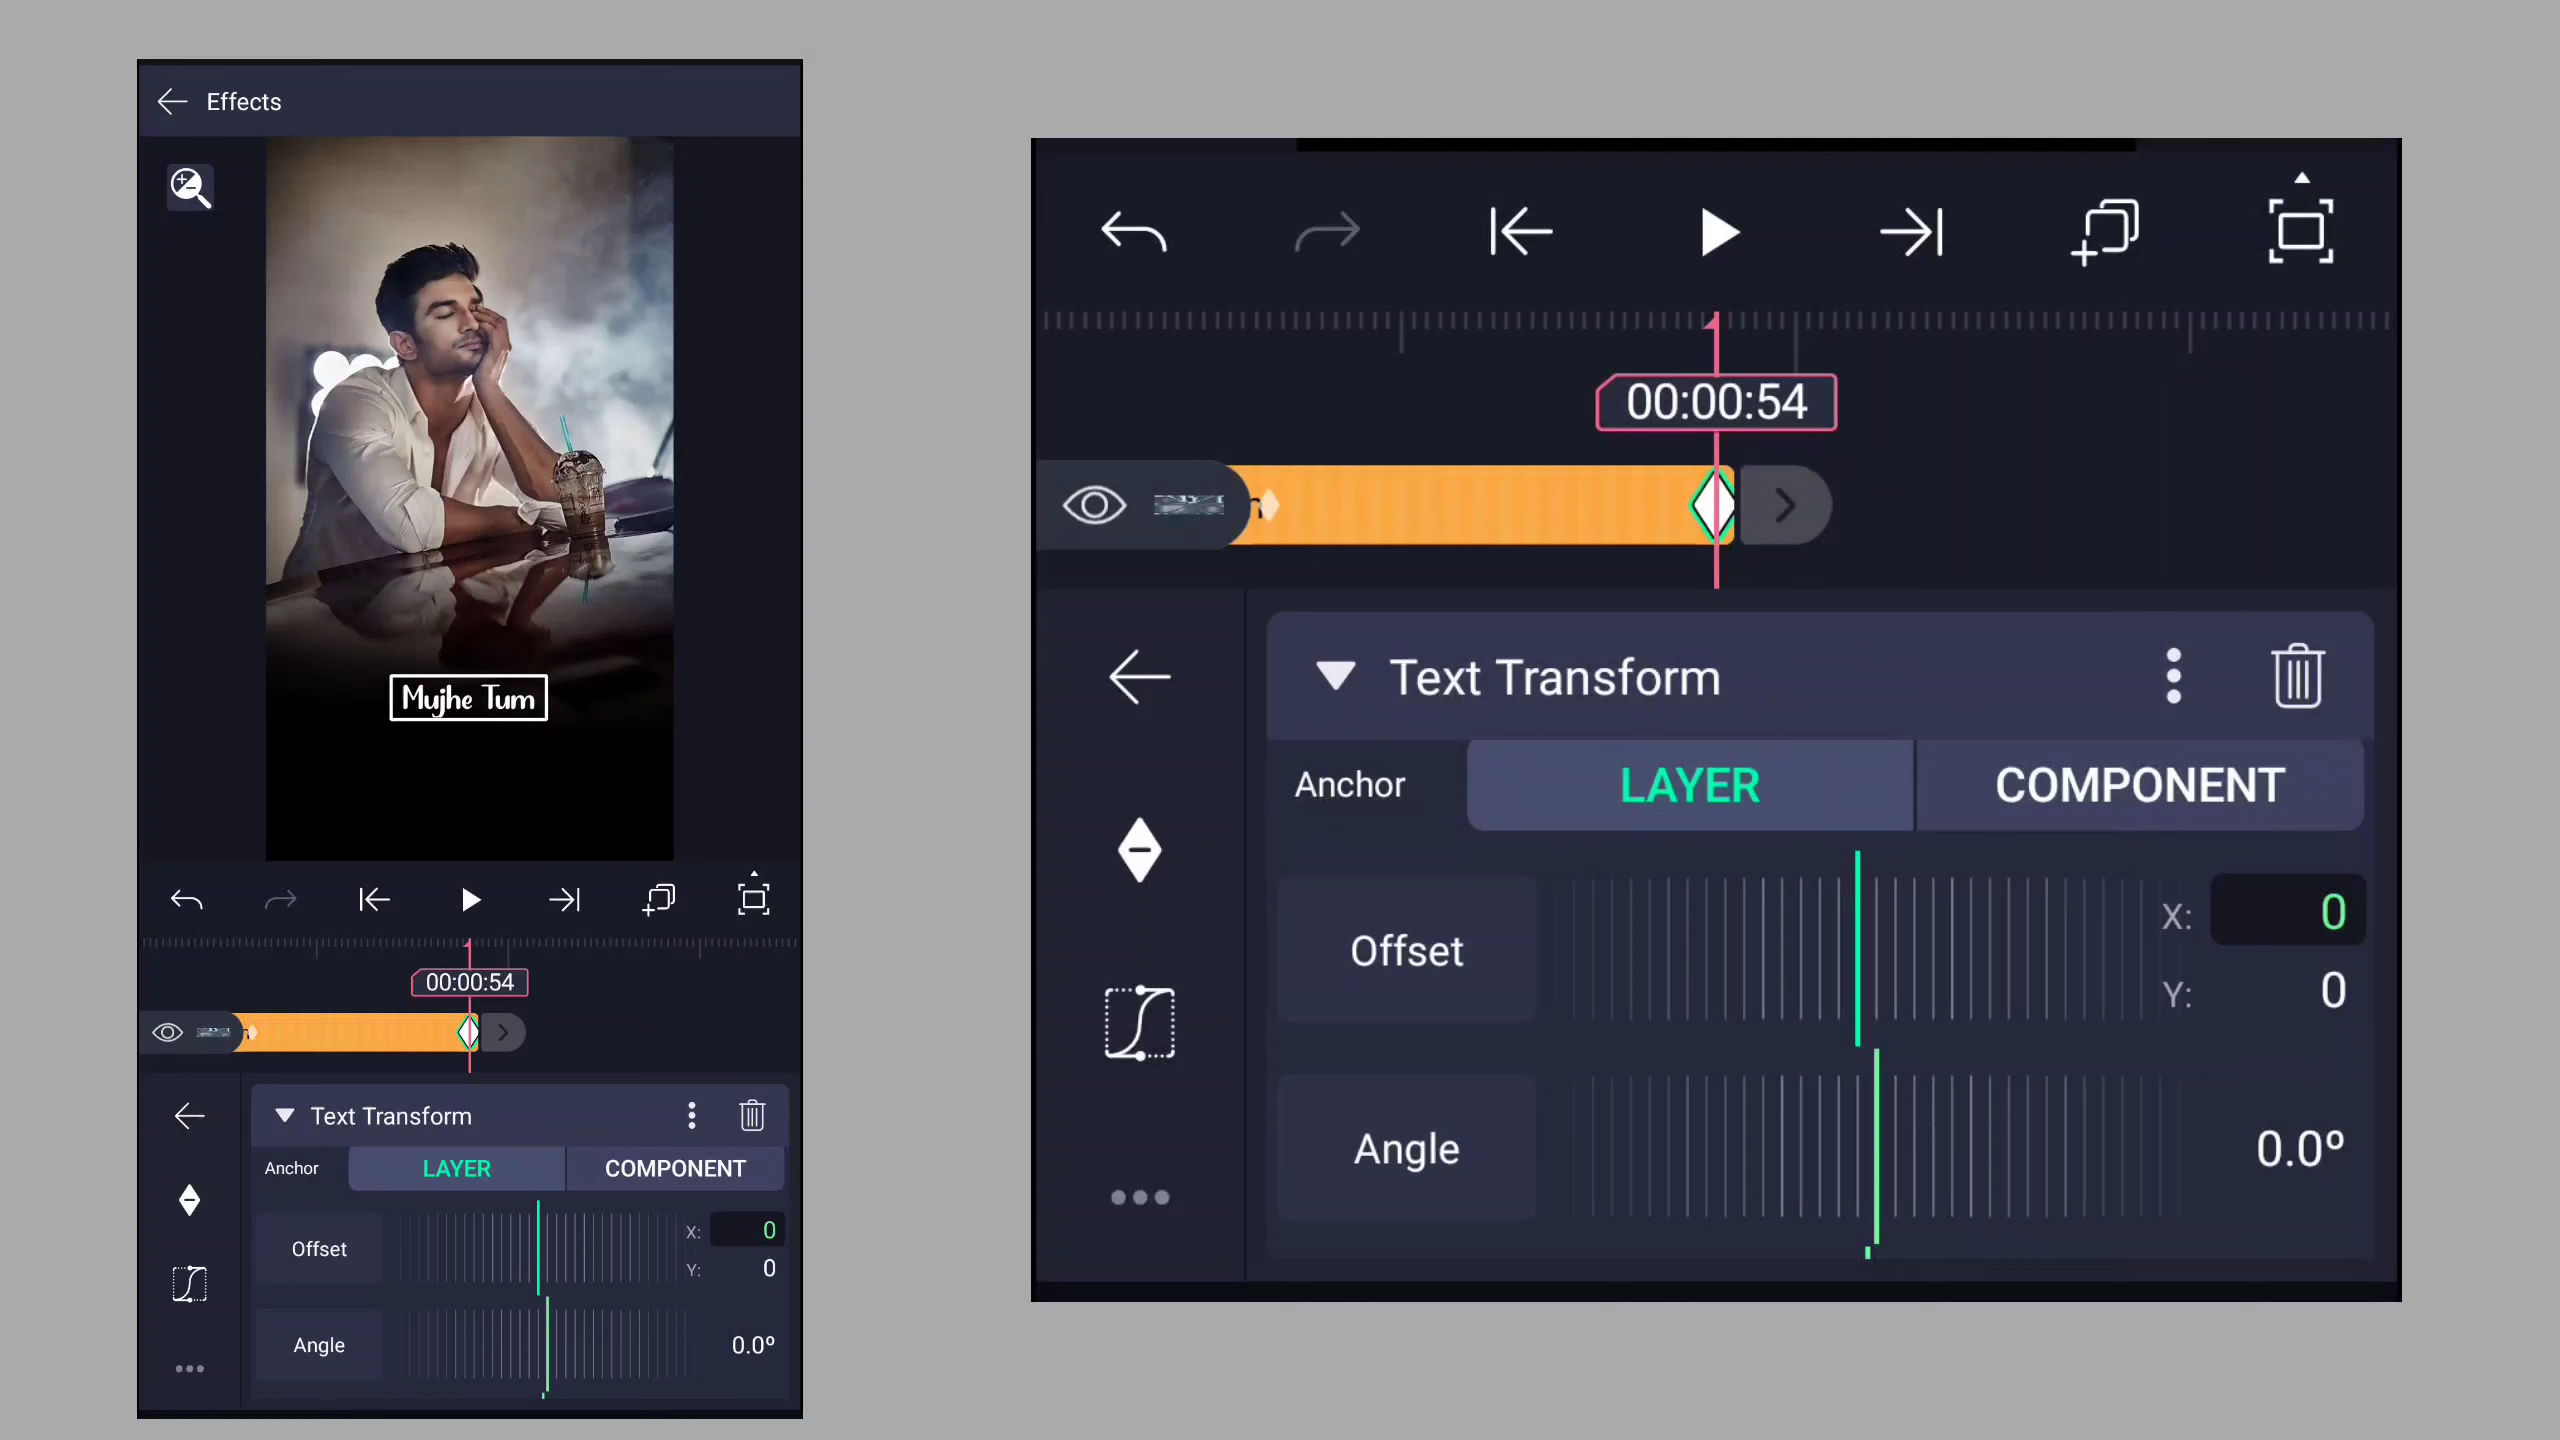 Effects
Mujhe Tum
00:00:54
n
Text Transform
Anchor LAYER COMPONENT
Offset X: 0
Y: 0
Angle 0.0º
00:00:54
n
Text Transform
Anchor LAYER COMPONENT
Offset X: 0
Y: 0
Angle 0.0º